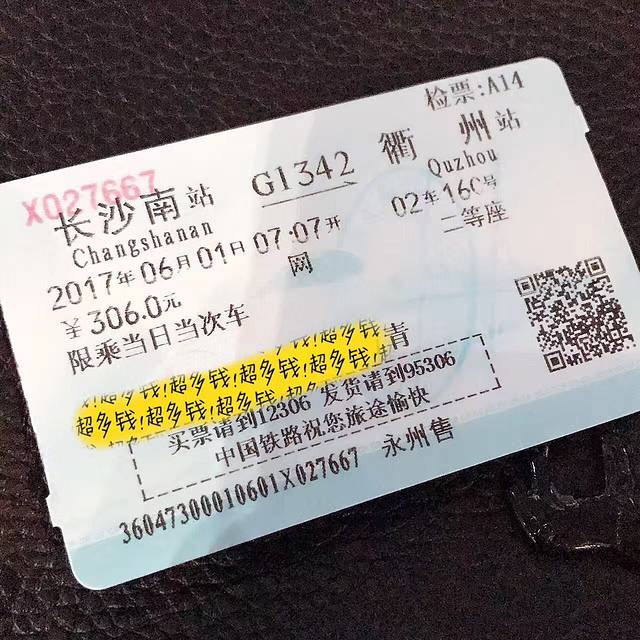 检票:A14
X027667
长沙南站 G1342 衢州站
Changshanan Quzhou
2017年06月01日07:07开 02车16C号
¥306.0元 网 二等座
限乘当日当次车
超多钱!超多钱!超多钱!超多钱!
超多钱!超多钱!超多钱!超多钱!
青
买票请到12306 发货请到95306
中国铁路祝您旅途愉快
36047300010601X027667 永州售